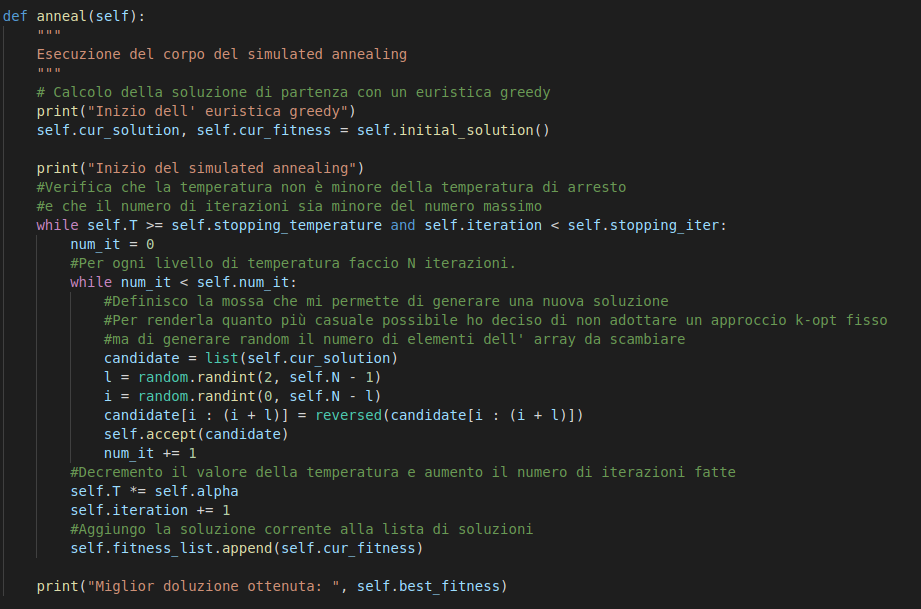 def anneal(self):
    """
    Esecuzione del corpo del simulated annealing
    """
    # Calcolo della soluzione di partenza con un euristica greedy
    print("Inizio dell' euristica greedy")
    self.cur_solution, self.cur_fitness = self.initial_solution()

    print("Inizio del simulated annealing")
    #Verifica che la temperatura non è minore della temperatura di arresto
    #e che il numero di iterazioni sia minore del numero massimo
    while self.T >= self.stopping_temperature and self.iteration < self.stopping_iter:
        num_it = 0
        #Per ogni livello di temperatura faccio N iterazioni.
        while num_it < self.num_it:
            #Definisco la mossa che mi permette di generare una nuova soluzione
            #Per renderla quanto più casuale possibile ho deciso di non adottare un approccio k-opt fisso
            #ma di generare random il numero di elementi dell' array da scambiare
            candidate = list(self.cur_solution)
            l = random.randint(2, self.N - 1)
            i = random.randint(0, self.N - l)
            candidate[i : (i + l)] = reversed(candidate[i : (i + l)])
            self.accept(candidate)
            num_it += 1
        #Decremento il valore della temperatura e aumento il numero di iterazioni fatte
        self.T *= self.alpha
        self.iteration += 1
        #Aggiungo la soluzione corrente alla lista di soluzioni
        self.fitness_list.append(self.cur_fitness)

    print("Miglior doluzione ottenuta: ", self.best_fitness)